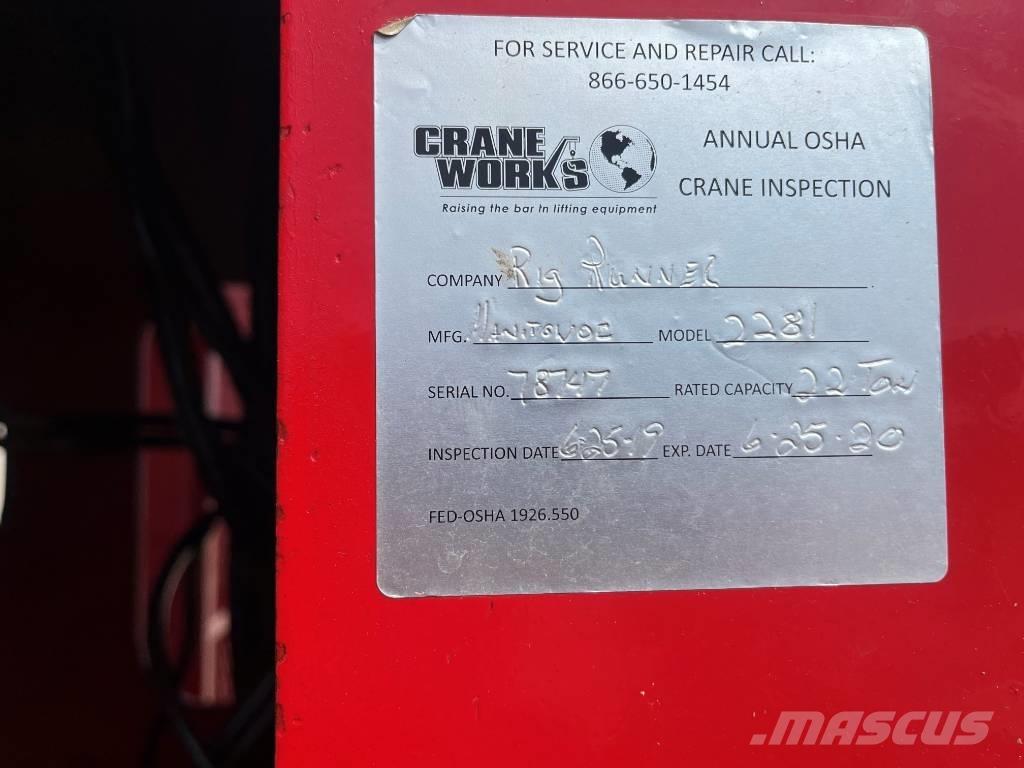 FOR SERVICE AND REPAIR CALL:
866-650-1454
CRANE
WORKS
Raising the bar in lifting equipment
ANNUAL OSHA
CRANE INSPECTION
COMPANY Rig Runner
MFG. Manitowoc MODEL 2281
SERIAL NO. 78747 RATED CAPACITY 22 Ton
INSPECTION DATE 6-25-19 EXP. DATE 6-25-20
FED-OSHA 1926.550
MASCUS